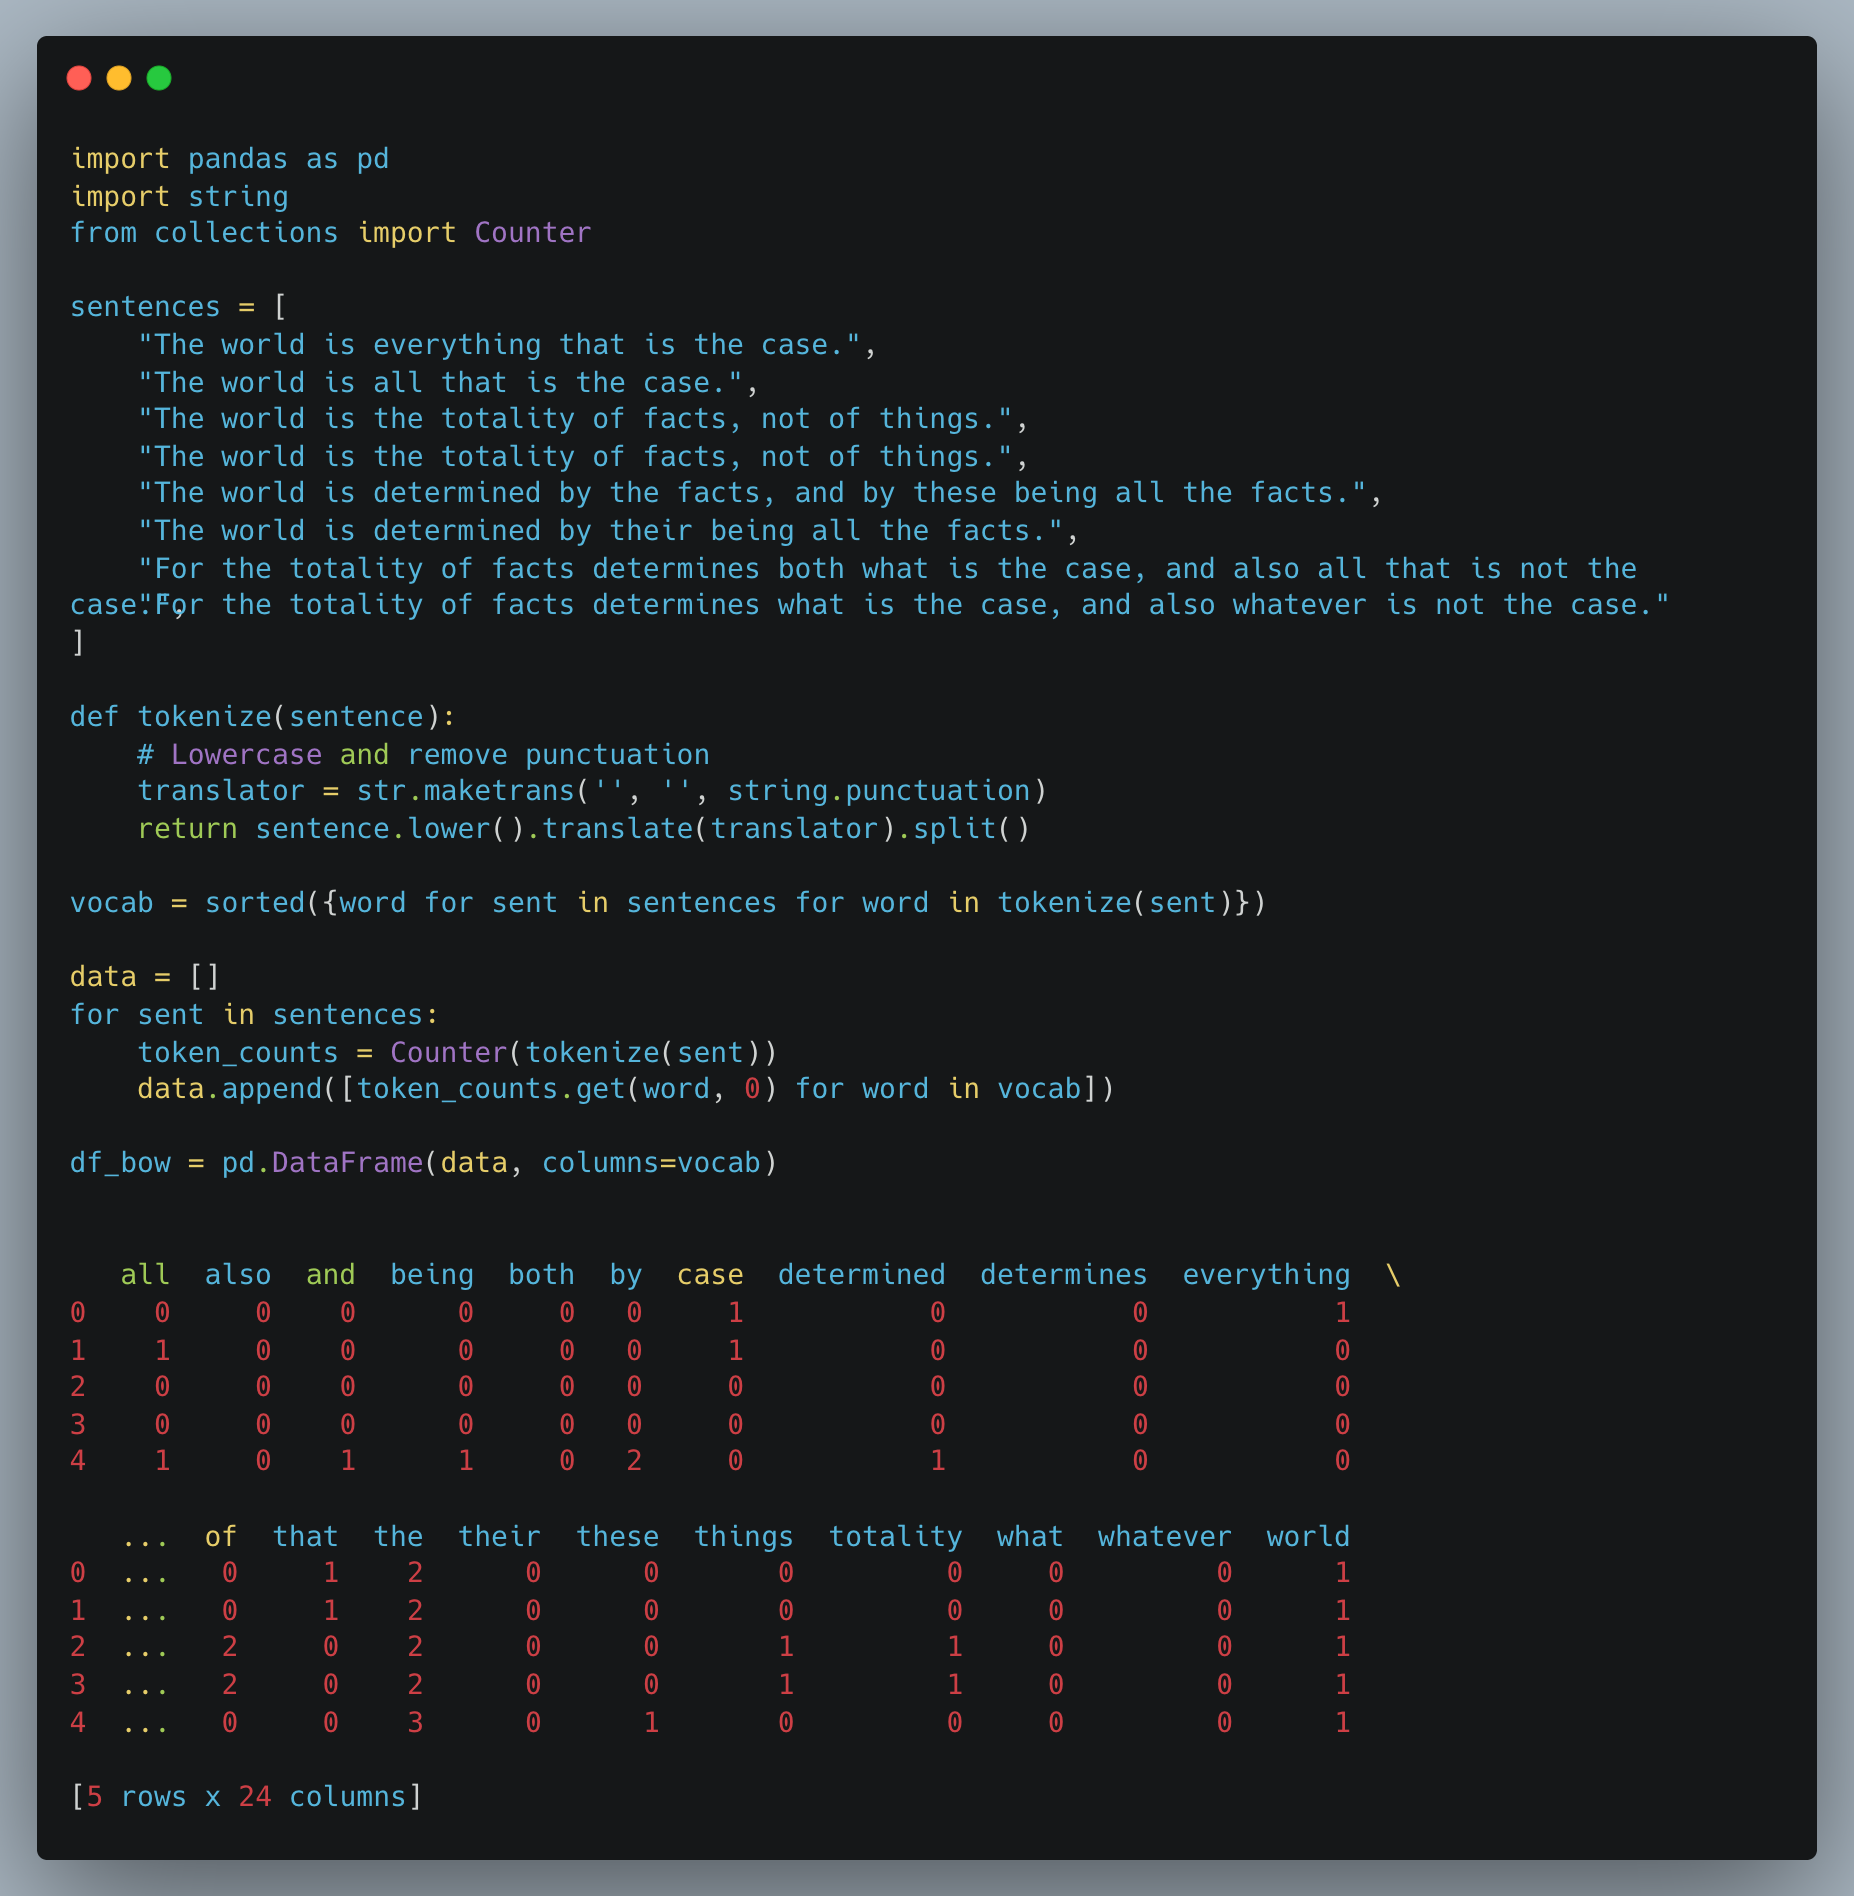 import pandas as pd
import string
from collections import Counter

sentences = [
    "The world is everything that is the case.",
    "The world is all that is the case.",
    "The world is the totality of facts, not of things.",
    "The world is the totality of facts, not of things.",
    "The world is determined by the facts, and by these being all the facts.",
    "The world is determined by their being all the facts.",
    "For the totality of facts determines both what is the case, and also all that is not the
case.",
    "For the totality of facts determines what is the case, and also whatever is not the case."
]

def tokenize(sentence):
    # Lowercase and remove punctuation
    translator = str.maketrans('', '', string.punctuation)
    return sentence.lower().translate(translator).split()

vocab = sorted({word for sent in sentences for word in tokenize(sent)})

data = []
for sent in sentences:
    token_counts = Counter(tokenize(sent))
    data.append([token_counts.get(word, 0) for word in vocab])

df_bow = pd.DataFrame(data, columns=vocab)


   all  also  and  being  both  by  case  determined  determines  everything  \
0    0     0    0      0     0   0     1           0           0           1
1    1     0    0      0     0   0     1           0           0           0
2    0     0    0      0     0   0     0           0           0           0
3    0     0    0      0     0   0     0           0           0           0
4    1     0    1      1     0   2     0           1           0           0

   ...  of  that  the  their  these  things  totality  what  whatever  world
0  ...   0     1    2      0      0       0         0     0         0      1
1  ...   0     1    2      0      0       0         0     0         0      1
2  ...   2     0    2      0      0       1         1     0         0      1
3  ...   2     0    2      0      0       1         1     0         0      1
4  ...   0     0    3      0      1       0         0     0         0      1

[5 rows x 24 columns]